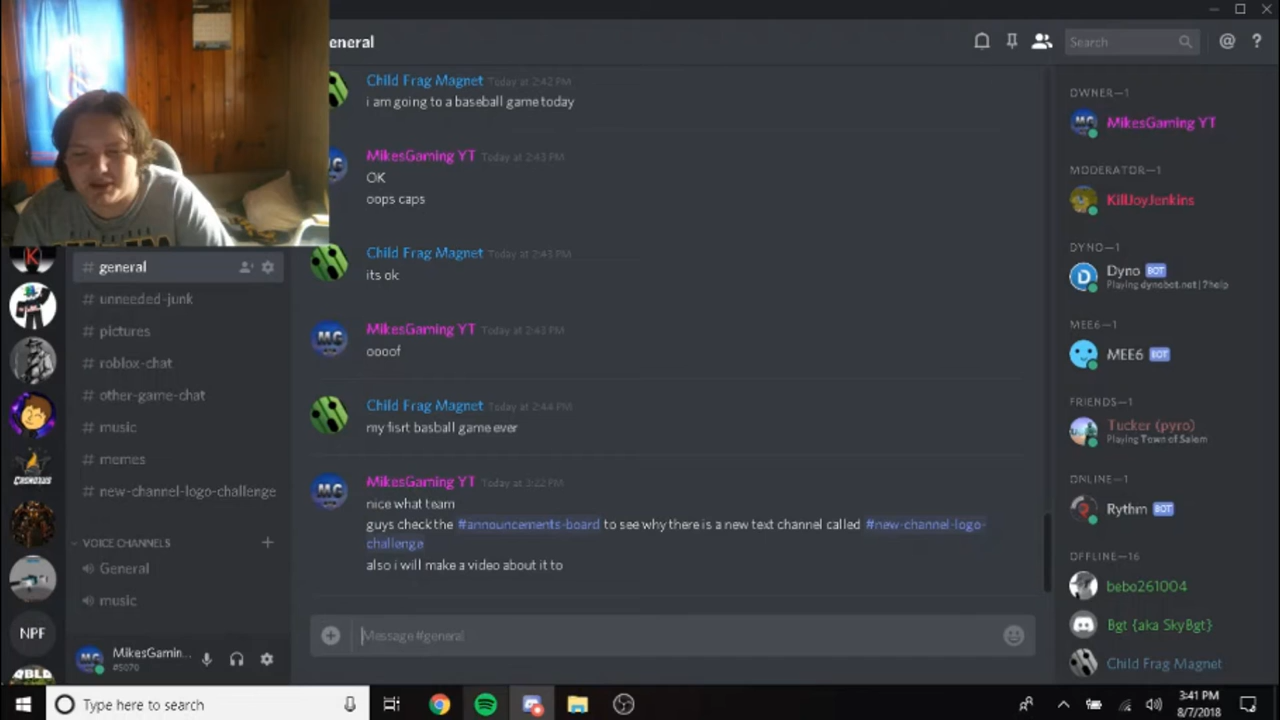 eneral
Search
Child Frag Magnet Today at 2:42 PM
i am going to a baseball game today
MikesGaming YT Today at 2:43 PM
OK
oops caps
Child Frag Magnet Today at 2:43 PM
its ok
MikesGaming YT Today at 2:43 PM
oooof
Child Frag Magnet Today at 2:44 PM
my fisrt basball game ever
MikesGaming YT Today at 3:22 PM
nice what team
guys check the #announcements-board to see why there is a new text channel called #new-channel-logo-
challenge
also i will make a video about it to
Message #general
# general
# unneeded-junk
# pictures
# roblox-chat
# other-game-chat
# music
# memes
# new-channel-logo-challenge
VOICE CHANNELS
General
music
NPF
MikesGamin...
#5070
OWNER—1
MikesGaming YT
MODERATOR—1
KillJoyJenkins
DYNO—1
Dyno BOT
Playing dynobot.net | ?help
MEE6—1
MEE6 BOT
FRIENDS—1
Tucker (pyro)
Playing Town of Salem
ONLINE—1
Rythm BOT
OFFLINE—16
bebo261004
Bgt {aka SkyBgt}
Child Frag Magnet
Type here to search
3:41 PM
8/7/2018